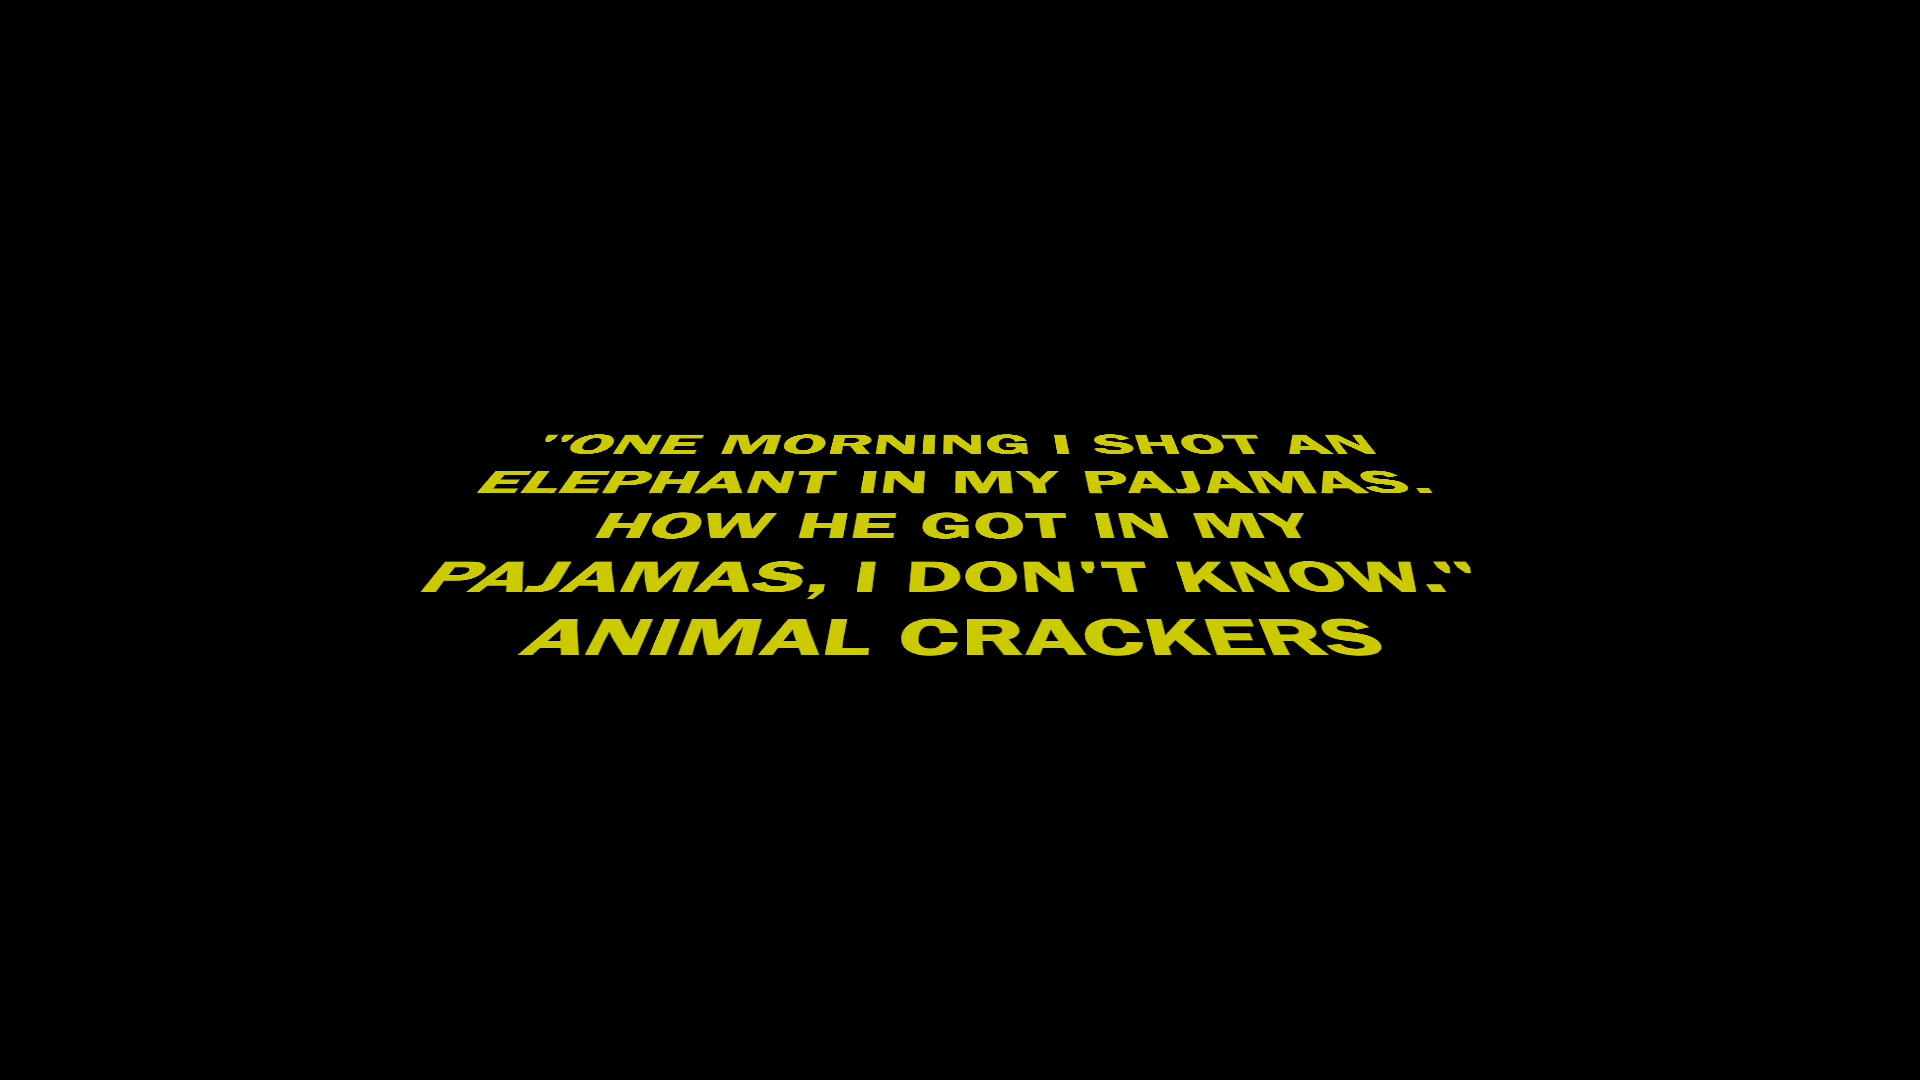 "ONE MORNING I SHOT AN
ELEPHANT IN MY PAJAMAS.
HOW HE GOT IN MY
PAJAMAS, I DON'T KNOW."
ANIMAL CRACKERS